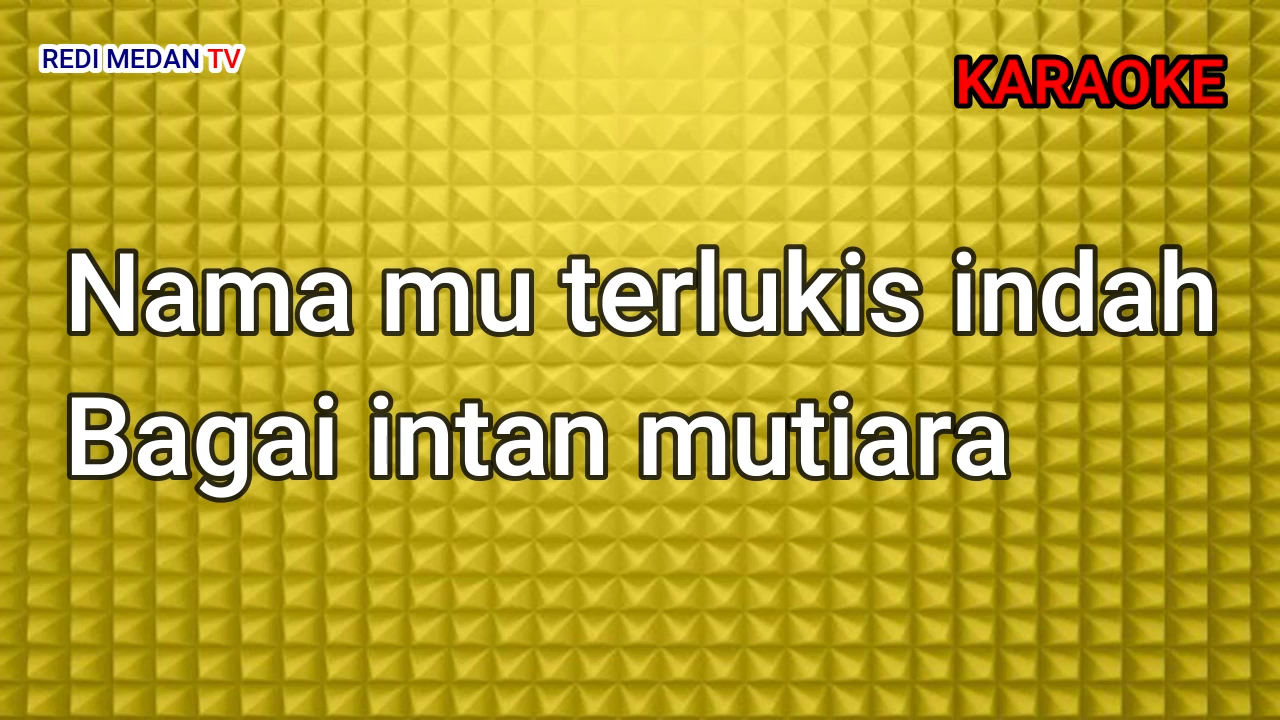 REDI MEDAN TV
KARAOKE
Nama mu terlukis indah
Bagai intan mutiara